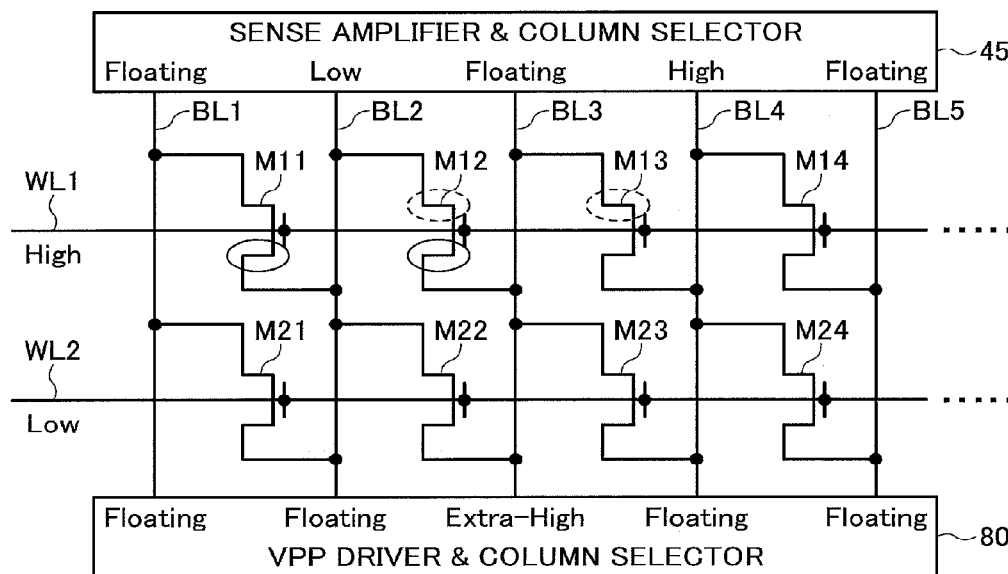 SENSE AMPLIFIER & COLUMN SELECTOR
Floating Low Floating High Floating
45
BL1 BL2 BL3 BL4 BL5
M11 M12 M13 M14
WL1
High
M21 M22 M23 M24
WL2
Low
Floating Floating Extra-High Floating Floating
VPP DRIVER & COLUMN SELECTOR
80